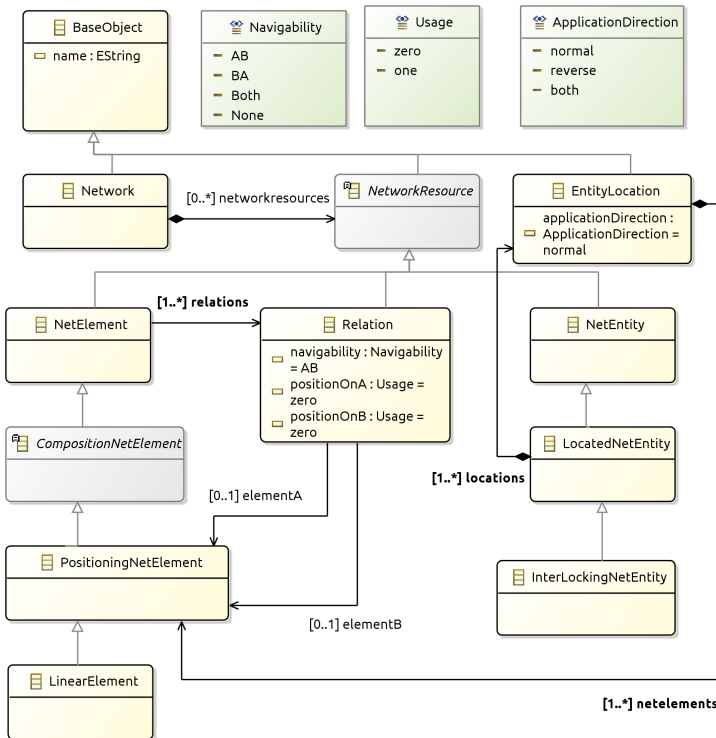 BaseObject
name : EString
Navigability
AB
BA
Both
None
Usage
zero
one
ApplicationDirection
normal
reverse
both
Network
[0..*] networkresources
NetworkResource
EntityLocation
applicationDirection :
ApplicationDirection =
normal
NetElement
[1..*] relations
Relation
navigability : Navigability
= AB
positionOnA : Usage =
zero
positionOnB : Usage =
zero
NetEntity
CompositionNetElement
LocatedNetEntity
[1..*] locations
[0..1] elementA
PositioningNetElement
InterLockingNetEntity
[0..1] elementB
LinearElement
[1..*] netelements